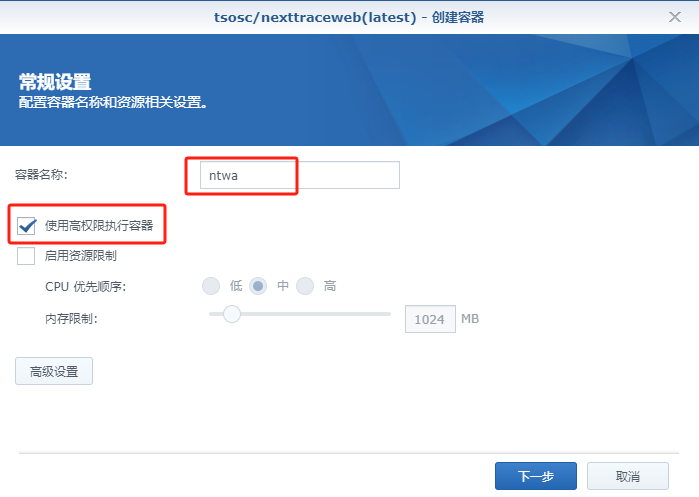 tsosc/nexttraceweb(latest) - 创建容器
常规设置
配置容器名称和资源相关设置。
容器名称:
ntwa
使用高权限执行容器
启用资源限制
CPU 优先顺序:
低 中 高
内存限制:
1024 MB
高级设置
下一步 取消